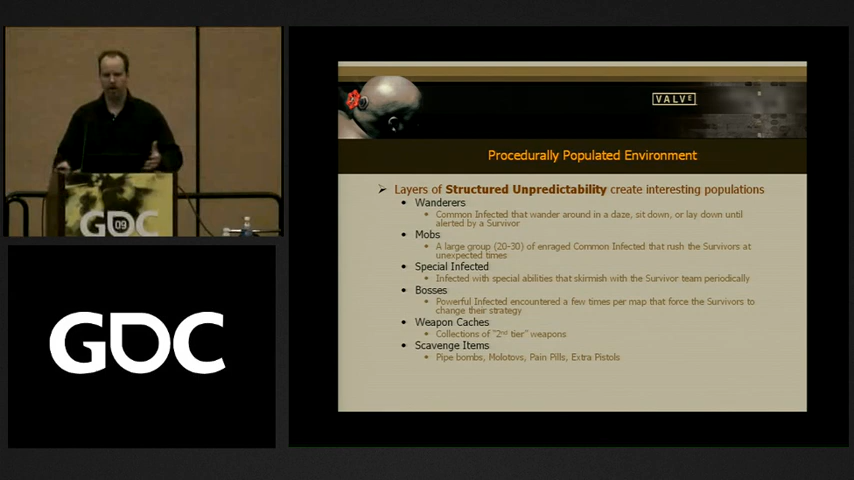 VALVE
Procedurally Populated Environment
➢ Layers of Structured Unpredictability create interesting populations
• Wanderers
• Common Infected that wander around in a daze, sit down, or lay down until
alerted by a Survivor
• Mobs
• A large group (20-30) of enraged Common Infected that rush the Survivors at
unexpected times
• Special Infected
• Infected with special abilities that skirmish with the Survivor team periodically
• Bosses
• Powerful Infected encountered a few times per map that force the Survivors to
change their strategy
• Weapon Caches
• Collections of "2nd tier" weapons
• Scavenge Items
• Pipe bombs, Molotovs, Pain Pills, Extra Pistols
GDC
09
GDC